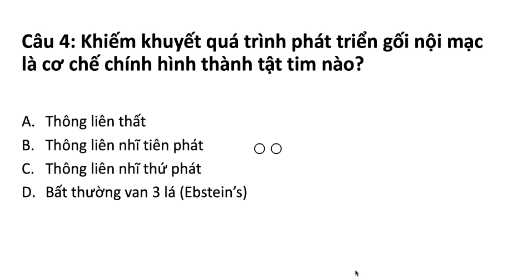 Câu 4: Khiếm khuyết quá trình phát triển gối nội mạc
là cơ chế chính hình thành tật tim nào?
A. Thông liên thất
B. Thông liên nhĩ tiên phát
C. Thông liên nhĩ thứ phát
D. Bất thường van 3 lá (Ebstein’s)